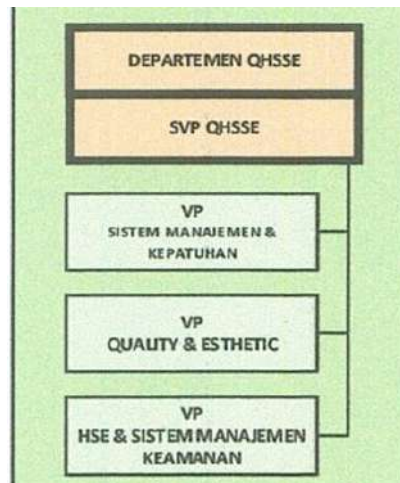 DEPARTEMEN QHSSE
SVP QHSSE
VP
SISTEM MANAJEMEN &
KEPATUHAN
VP
QUALITY & ESTHETIC
VP
HSE & SISTEM MANAJEMEN
KEAMANAN